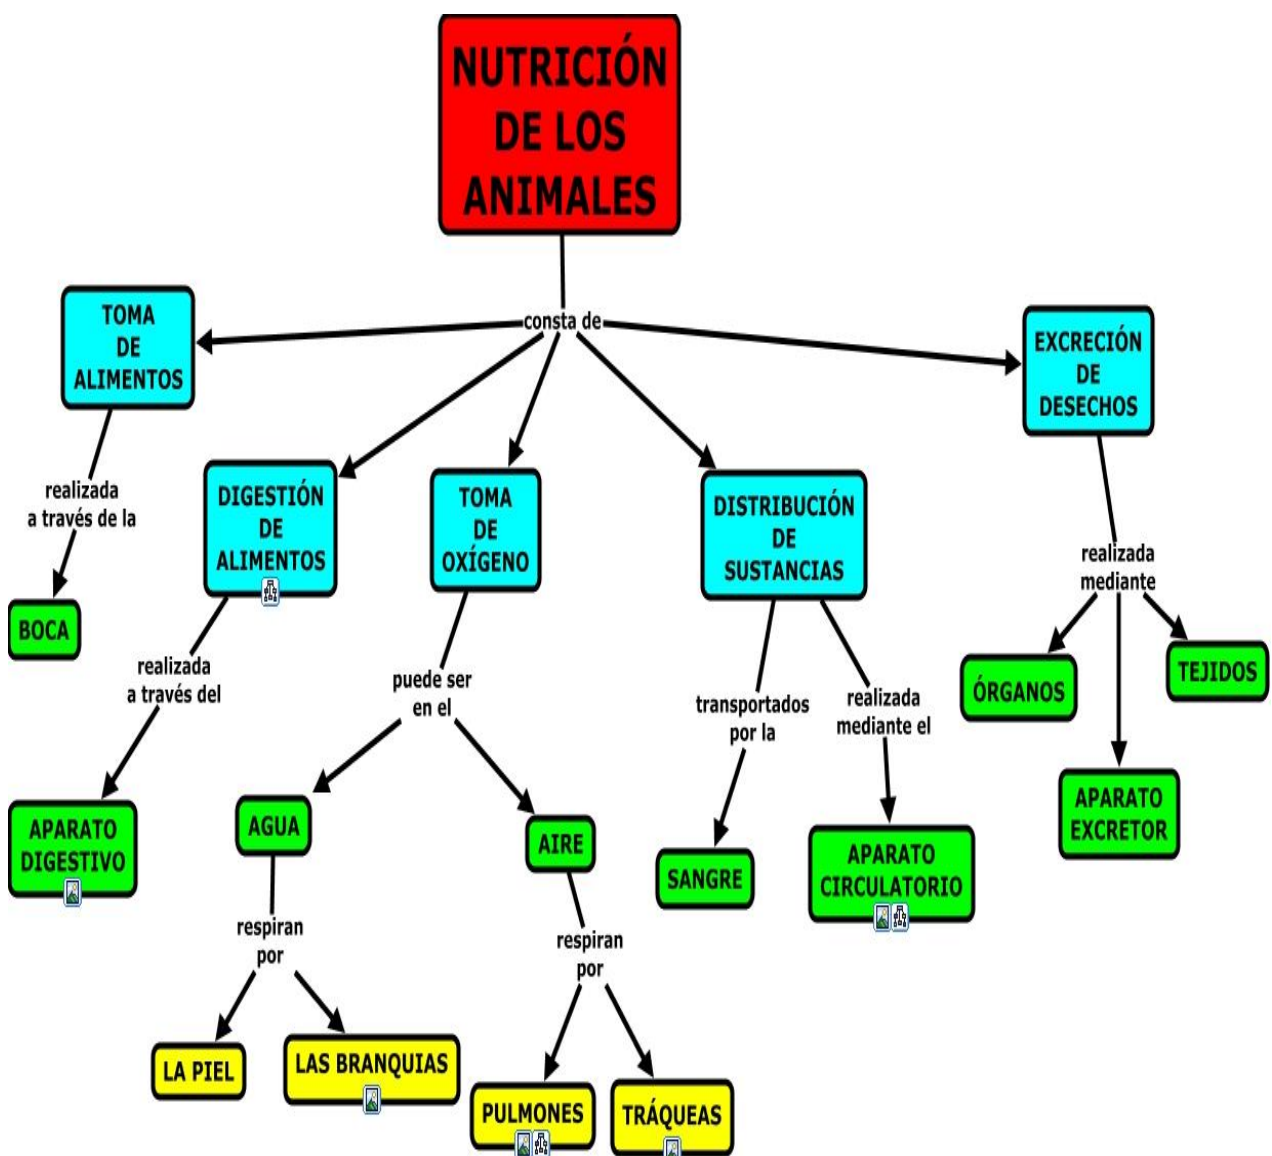 NUTRICIÓN
DE LOS
ANIMALES
consta de
TOMA
DE
ALIMENTOS
realizada
a través de la
BOCA
DIGESTIÓN
DE
ALIMENTOS
realizada
a través del
APARATO
DIGESTIVO
TOMA
DE
OXÍGENO
puede ser
en el
AGUA
respiran
por
LA PIEL
LAS BRANQUIAS
AIRE
respiran
por
PULMONES
TRÁQUEAS
DISTRIBUCIÓN
DE
SUSTANCIAS
transportados
por la
SANGRE
realizada
mediante el
APARATO
CIRCULATORIO
EXCRECIÓN
DE
DESECHOS
realizada
mediante
ÓRGANOS
APARATO
EXCRETOR
TEJIDOS